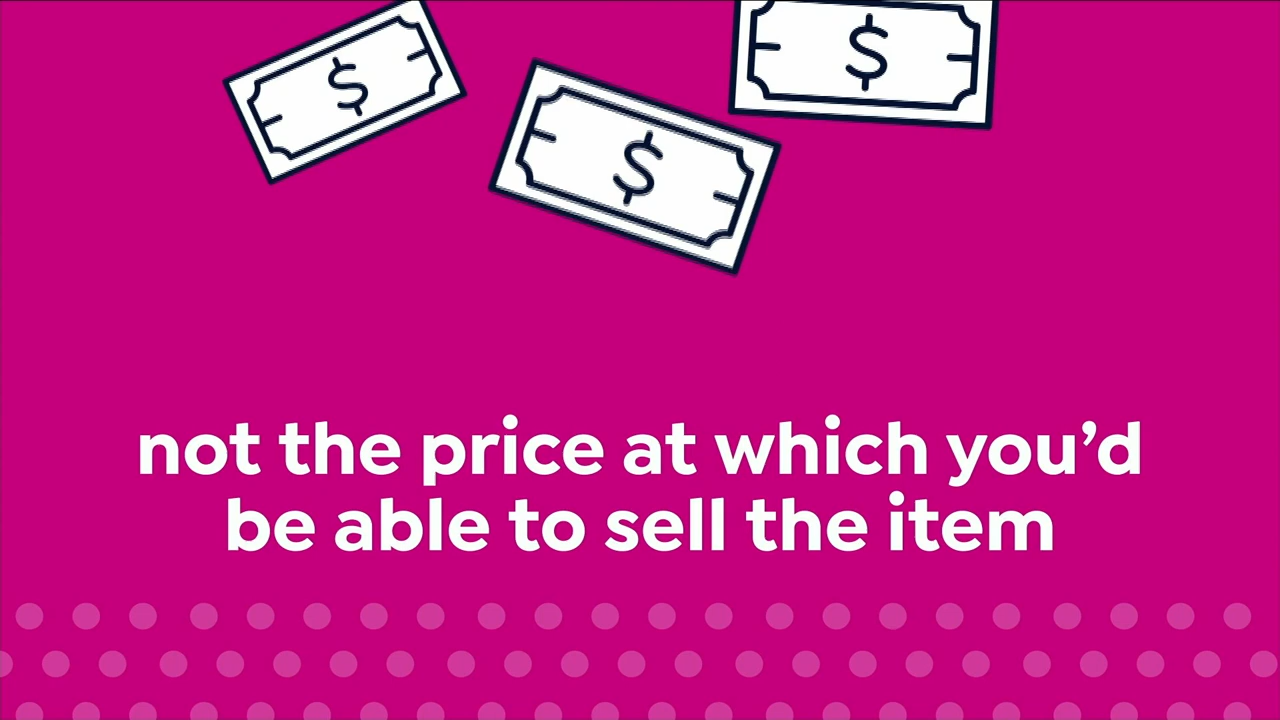 $
$
$
not the price at which you’d
be able to sell the item